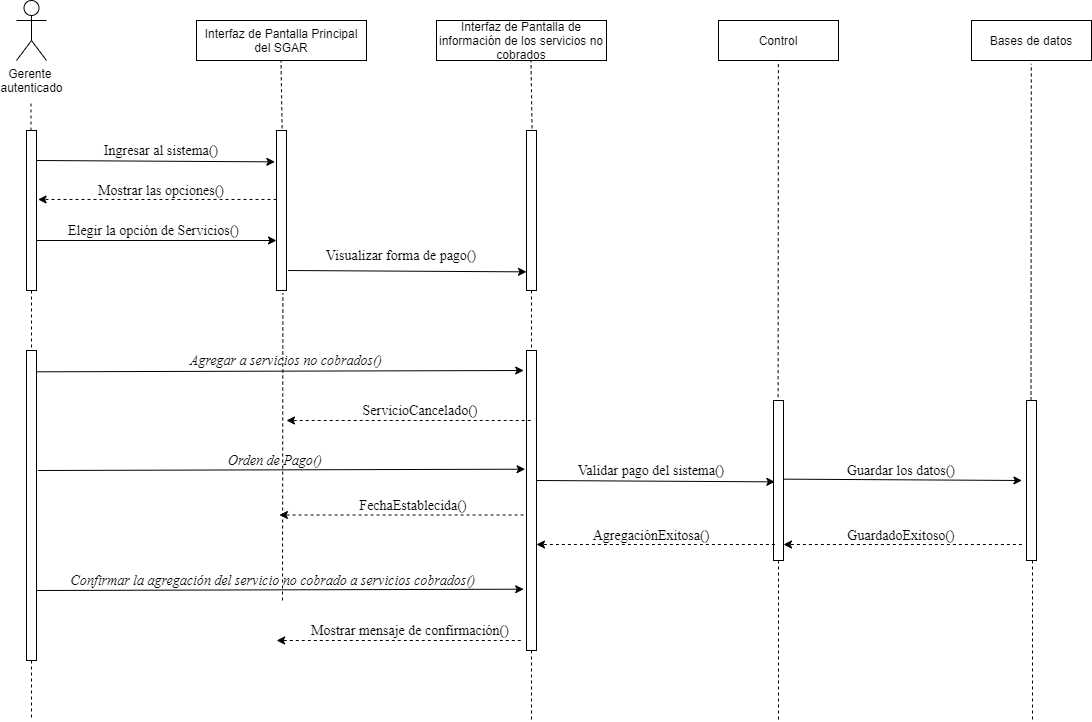 Gerente
autenticado
Interfaz de Pantalla Principal
del SGAR
Interfaz de Pantalla de
información de los servicios no
cobrados
Control
Bases de datos
Ingresar al sistema()
Mostrar las opciones()
Elegir la opción de Servicios()
Visualizar forma de pago()
Agregar a servicios no cobrados()
ServicioCancelado()
Orden de Pago()
Validar pago del sistema()
Guardar los datos()
FechaEstablecida()
AgregaciónExitosa()
GuardadoExitoso()
Confirmar la agregación del servicio no cobrado a servicios cobrados()
Mostrar mensaje de confirmación()